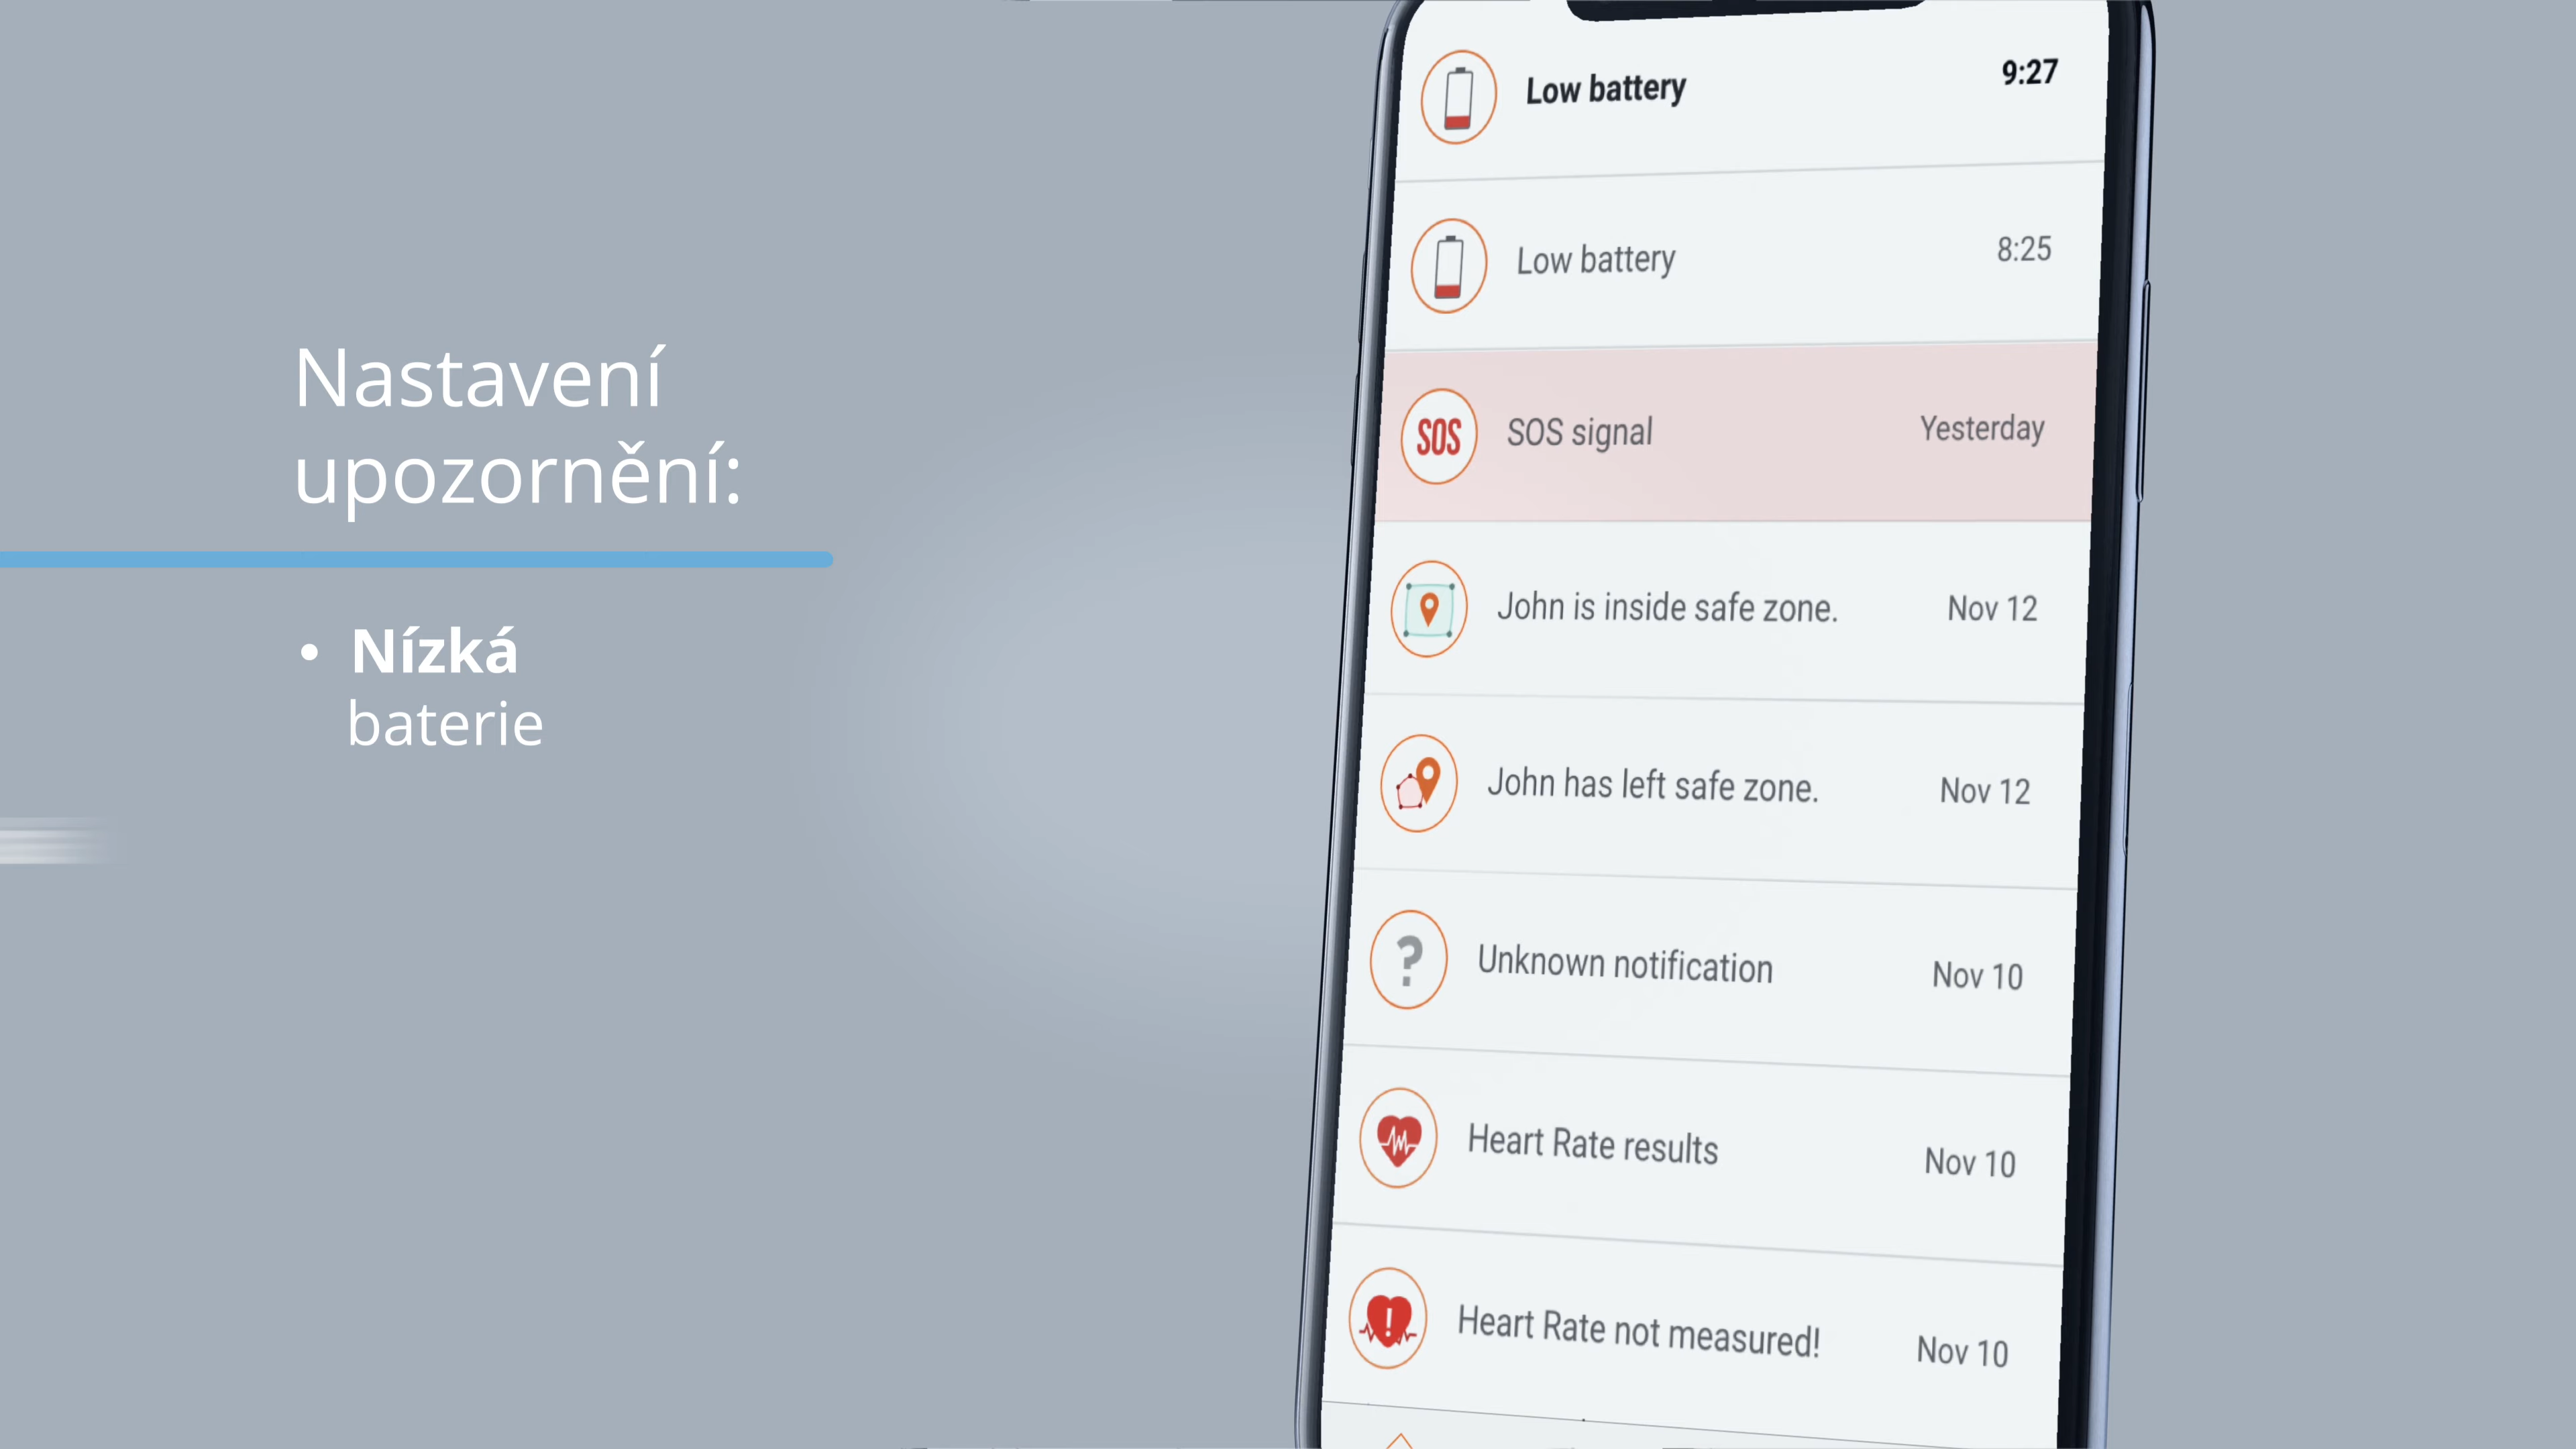 Nastavení
upozornění:
• Nízká
baterie
Low battery 9:27
Low battery 8:25
SOS SOS signal Yesterday
John is inside safe zone. Nov 12
John has left safe zone. Nov 12
? Unknown notification Nov 10
Heart Rate results Nov 10
Heart Rate not measured! Nov 10